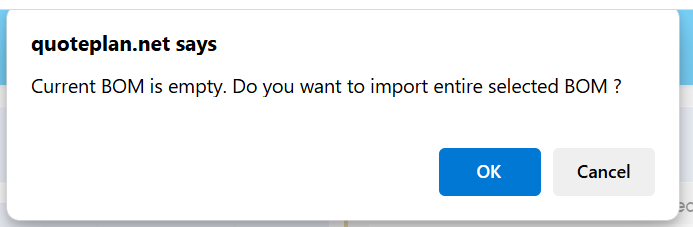 quoteplan.net says
Current BOM is empty. Do you want to import entire selected BOM ?
OK
Cancel